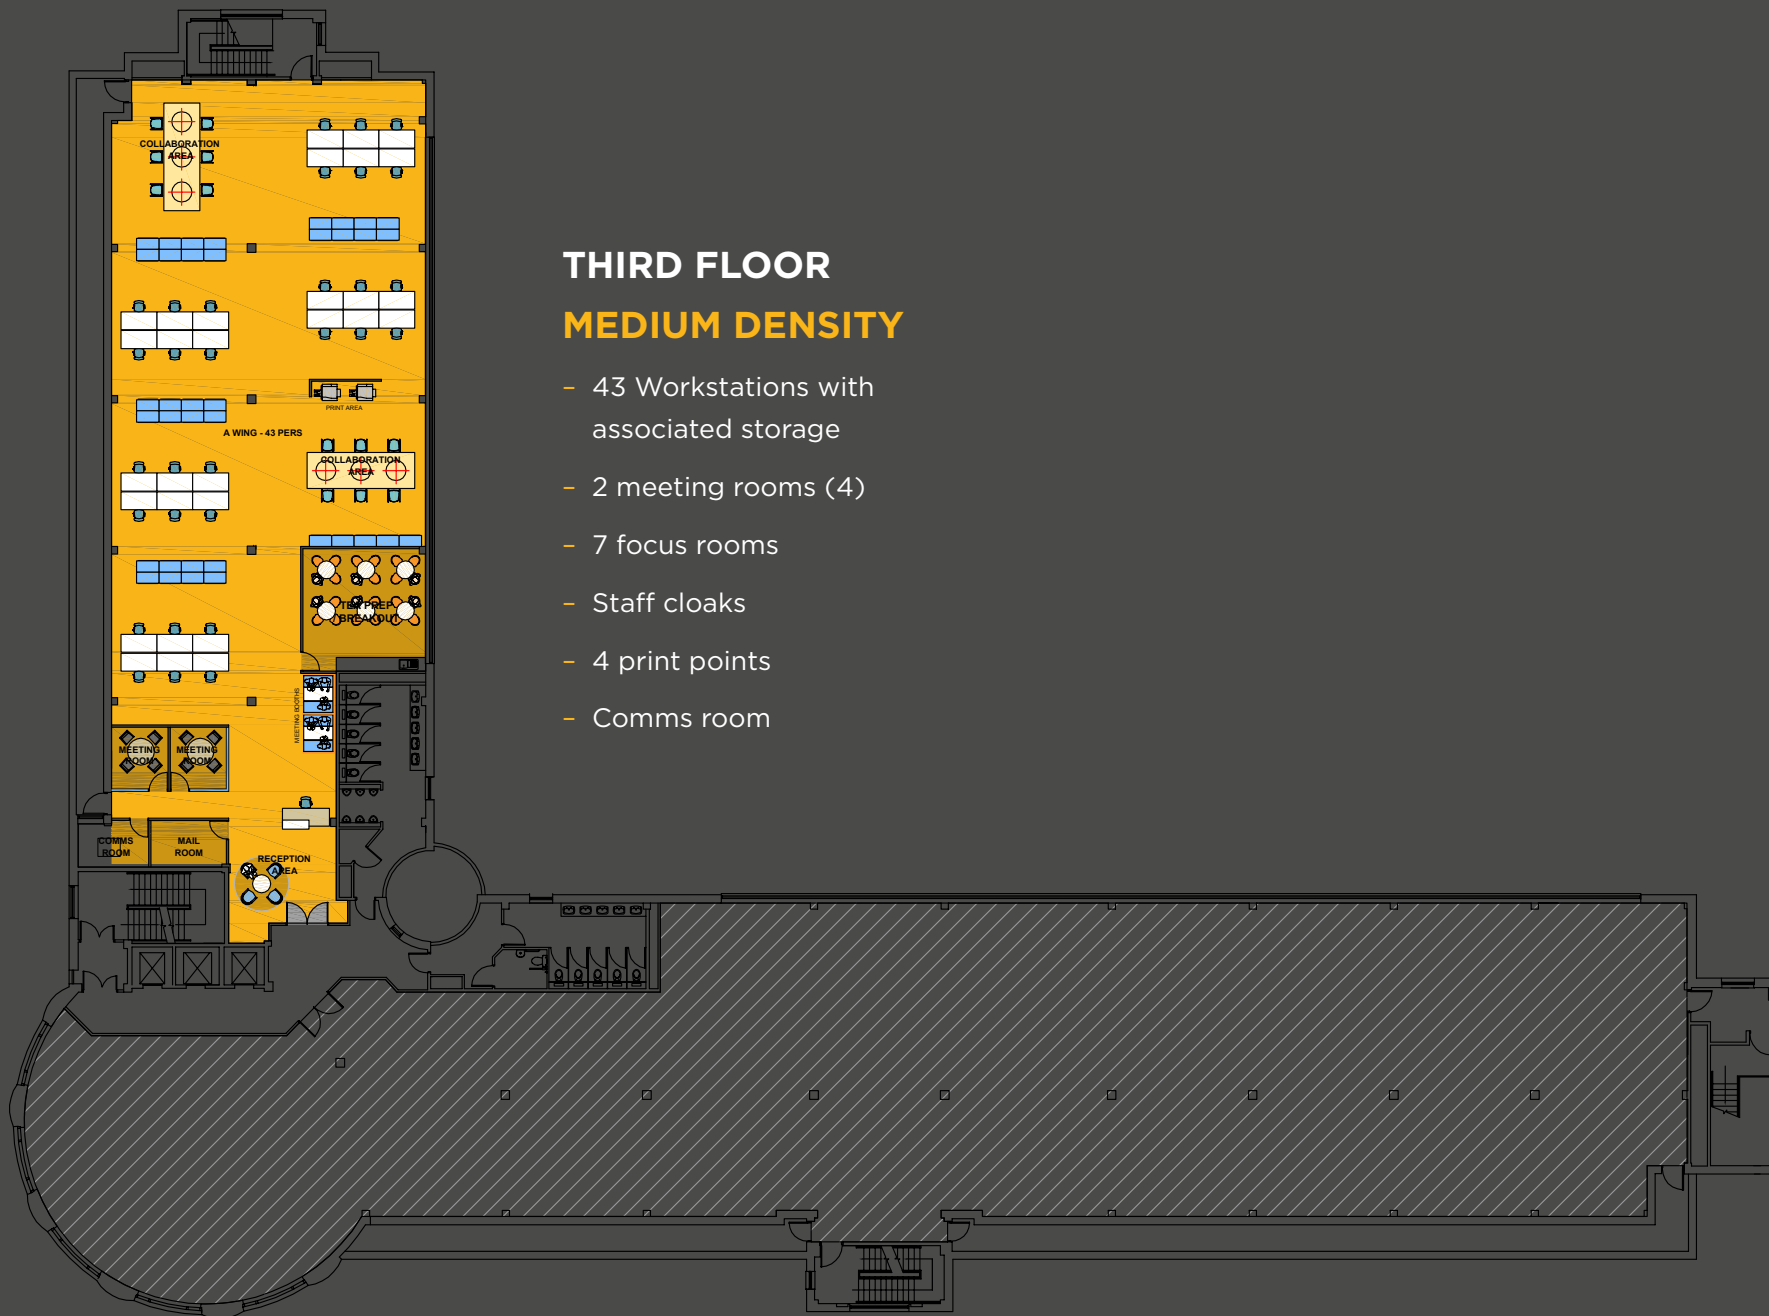 COLLABORATION
AREA
THIRD FLOOR
MEDIUM DENSITY
– 43 Workstations with
associated storage
– 2 meeting rooms (4)
– 7 focus rooms
– Staff cloaks
– 4 print points
– Comms room
PRINT AREA
A WING - 43 PERS
COLLABORATION
AREA
TEA PREP
BREAKOUT
MEETING BOOTHS
MEETING
ROOM
MEETING
ROOM
COMMS
ROOM
MAIL
ROOM
RECEPTION
AREA